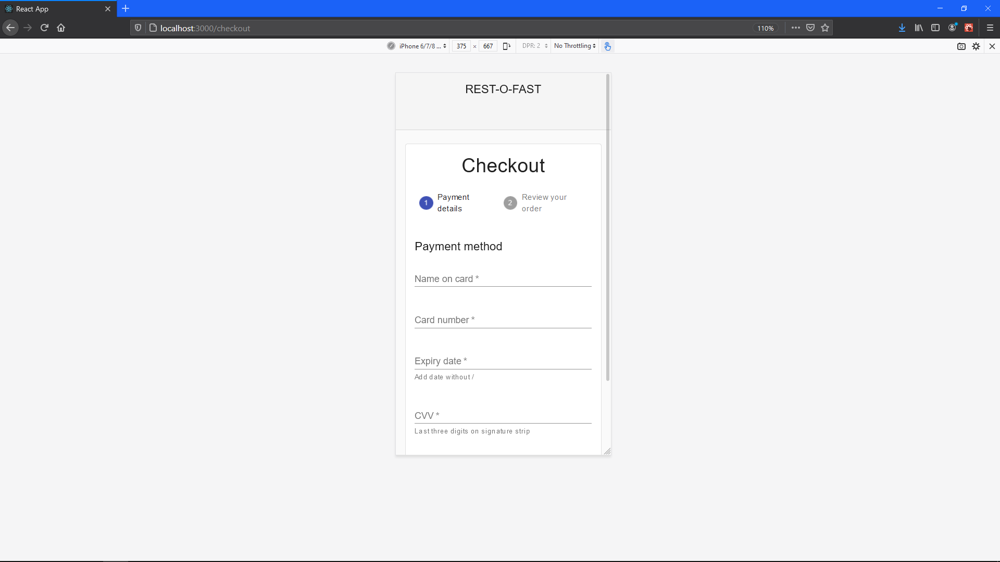 React App
localhost:3000/checkout
110%
iPhone 6/7/8 ...
375 × 667
DPR: 2
No Throttling
REST-O-FAST
Checkout
1
Payment
details
2
Review your
order
Payment method
Name on card *
Card number *
Expiry date *
Add date without /
CVV *
Last three digits on signature strip